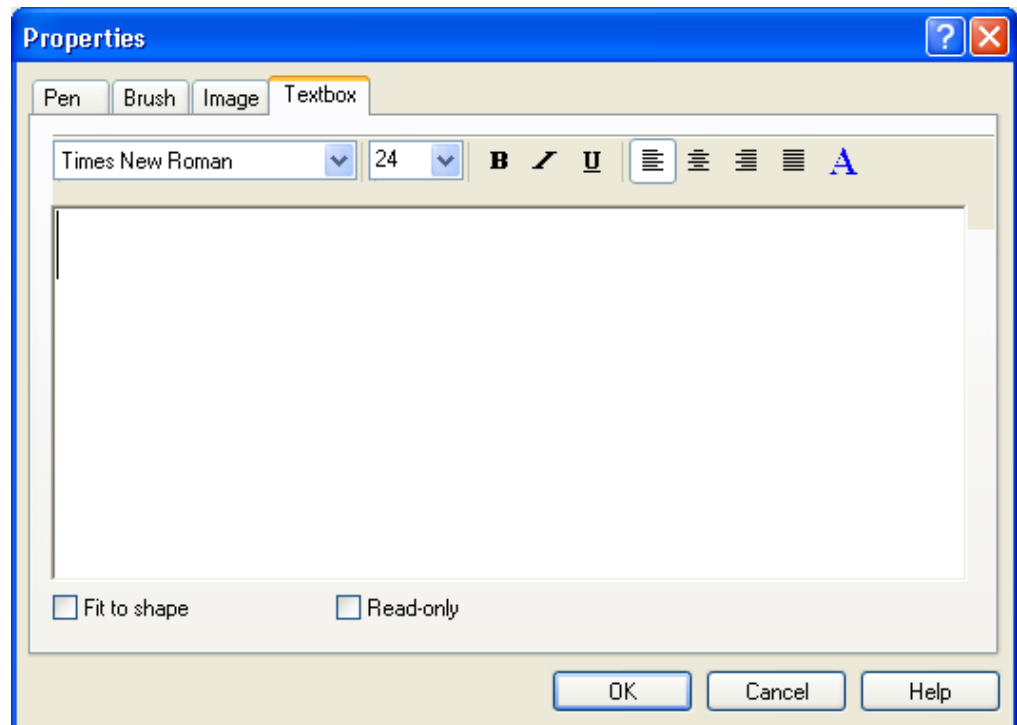 Properties
Pen Brush Image Textbox
Times New Roman 24 B I U A
Fit to shape Read-only
OK Cancel Help